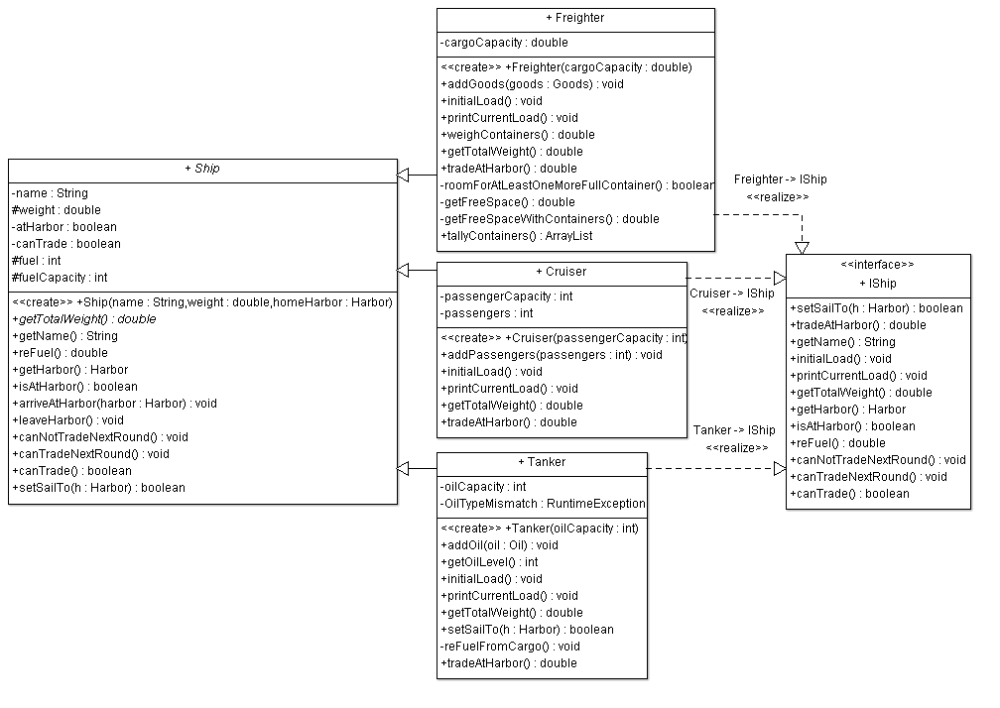 + Freighter
-cargoCapacity : double
<<create>> +Freighter(cargoCapacity : double)
+addGoods(goods : Goods) : void
+initialLoad() : void
+printCurrentLoad() : void
+weighContainers() : double
+getTotalWeight() : double
+tradeAtHarbor() : double
-roomForAtLeastOneMoreFullContainer() : boolean
-getFreeSpace() : double
-getFreeSpaceWithContainers() : double
+tallyContainers() : ArrayList
+ Ship
-name : String
#weight : double
-atHarbor : boolean
-canTrade : boolean
#fuel : int
#fuelCapacity : int
<<create>> +Ship(name : String,weight : double,homeHarbor : Harbor)
+getTotalWeight() : double
+getName() : String
+reFuel() : double
+getHarbor() : Harbor
+isAtHarbor() : boolean
+arriveAtHarbor(harbor : Harbor) : void
+leaveHarbor() : void
+canNotTradeNextRound() : void
+canTradeNextRound() : void
+canTrade() : boolean
+setSailTo(h : Harbor) : boolean
Freighter -> IShip
<<realize>>
+ Cruiser
-passengerCapacity : int
-passengers : int
<<create>> +Cruiser(passengerCapacity : int)
+addPassengers(passengers : int) : void
+initialLoad() : void
+printCurrentLoad() : void
+getTotalWeight() : double
+tradeAtHarbor() : double
Cruiser -> IShip
<<realize>>
<<interface>>
+ IShip
+setSailTo(h : Harbor) : boolean
+tradeAtHarbor() : double
+getName() : String
+initialLoad() : void
+printCurrentLoad() : void
+getTotalWeight() : double
+getHarbor() : Harbor
+isAtHarbor() : boolean
+reFuel() : double
+canNotTradeNextRound() : void
+canTradeNextRound() : void
+canTrade() : boolean
Tanker -> IShip
<<realize>>
+ Tanker
-oilCapacity : int
-OilTypeMismatch : RuntimeException
<<create>> +Tanker(oilCapacity : int)
+addOil(oil : Oil) : void
+getOilLevel() : int
+initialLoad() : void
+printCurrentLoad() : void
+getTotalWeight() : double
+setSailTo(h : Harbor) : boolean
-reFuelFromCargo() : void
+tradeAtHarbor() : double